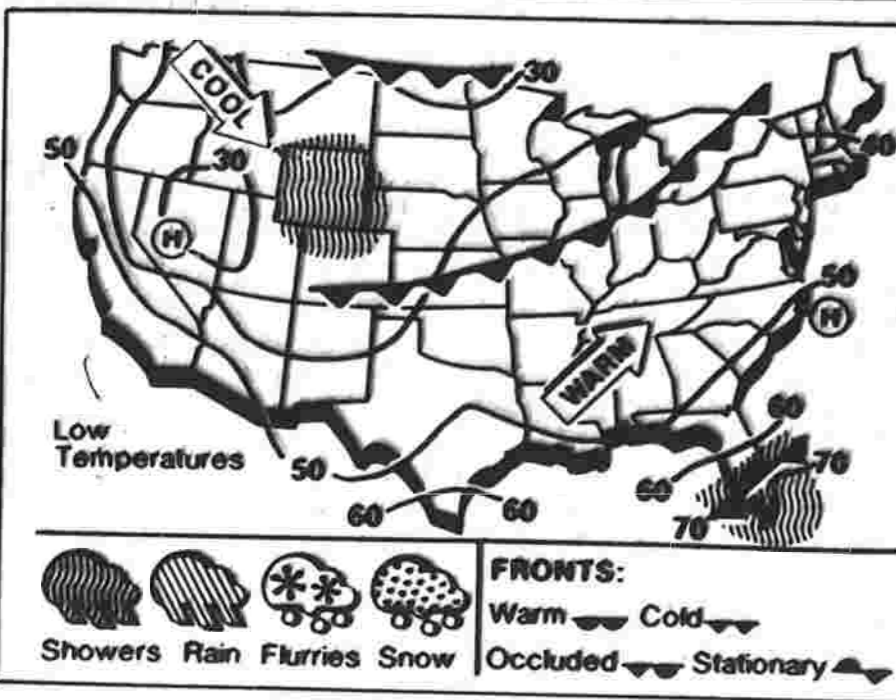 COOL
30
50
30
40
H
50
H
WARM
Low
Temperatures
60
50
70
60
60
60
70
FRONTS:
Warm Cold
Showers Rain Flurries Snow
Occluded Stationary